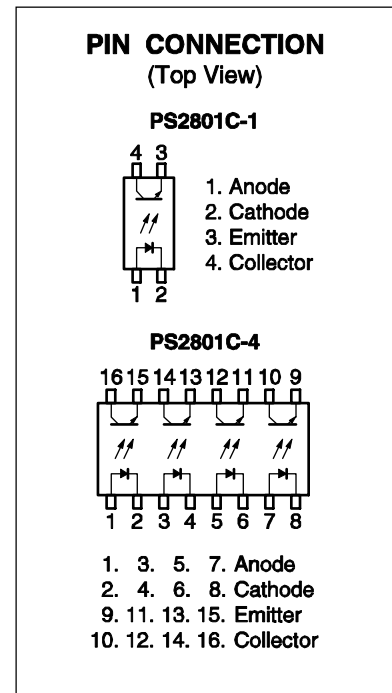 PIN CONNECTION
(Top View)
PS2801C-1
4 3
1. Anode
2. Cathode
3. Emitter
4. Collector
1 2
PS2801C-4
16 15 14 13 12 11 10 9
1 2 3 4 5 6 7 8
1. 3. 5. 7. Anode
2. 4. 6. 8. Cathode
9. 11. 13. 15. Emitter
10. 12. 14. 16. Collector